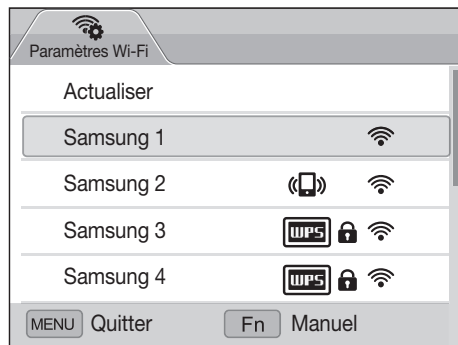 Paramètres Wi-Fi
Actualiser
Samsung 1
Samsung 2
Samsung 3 WPS
Samsung 4 WPS
MENU Quitter Fn Manuel